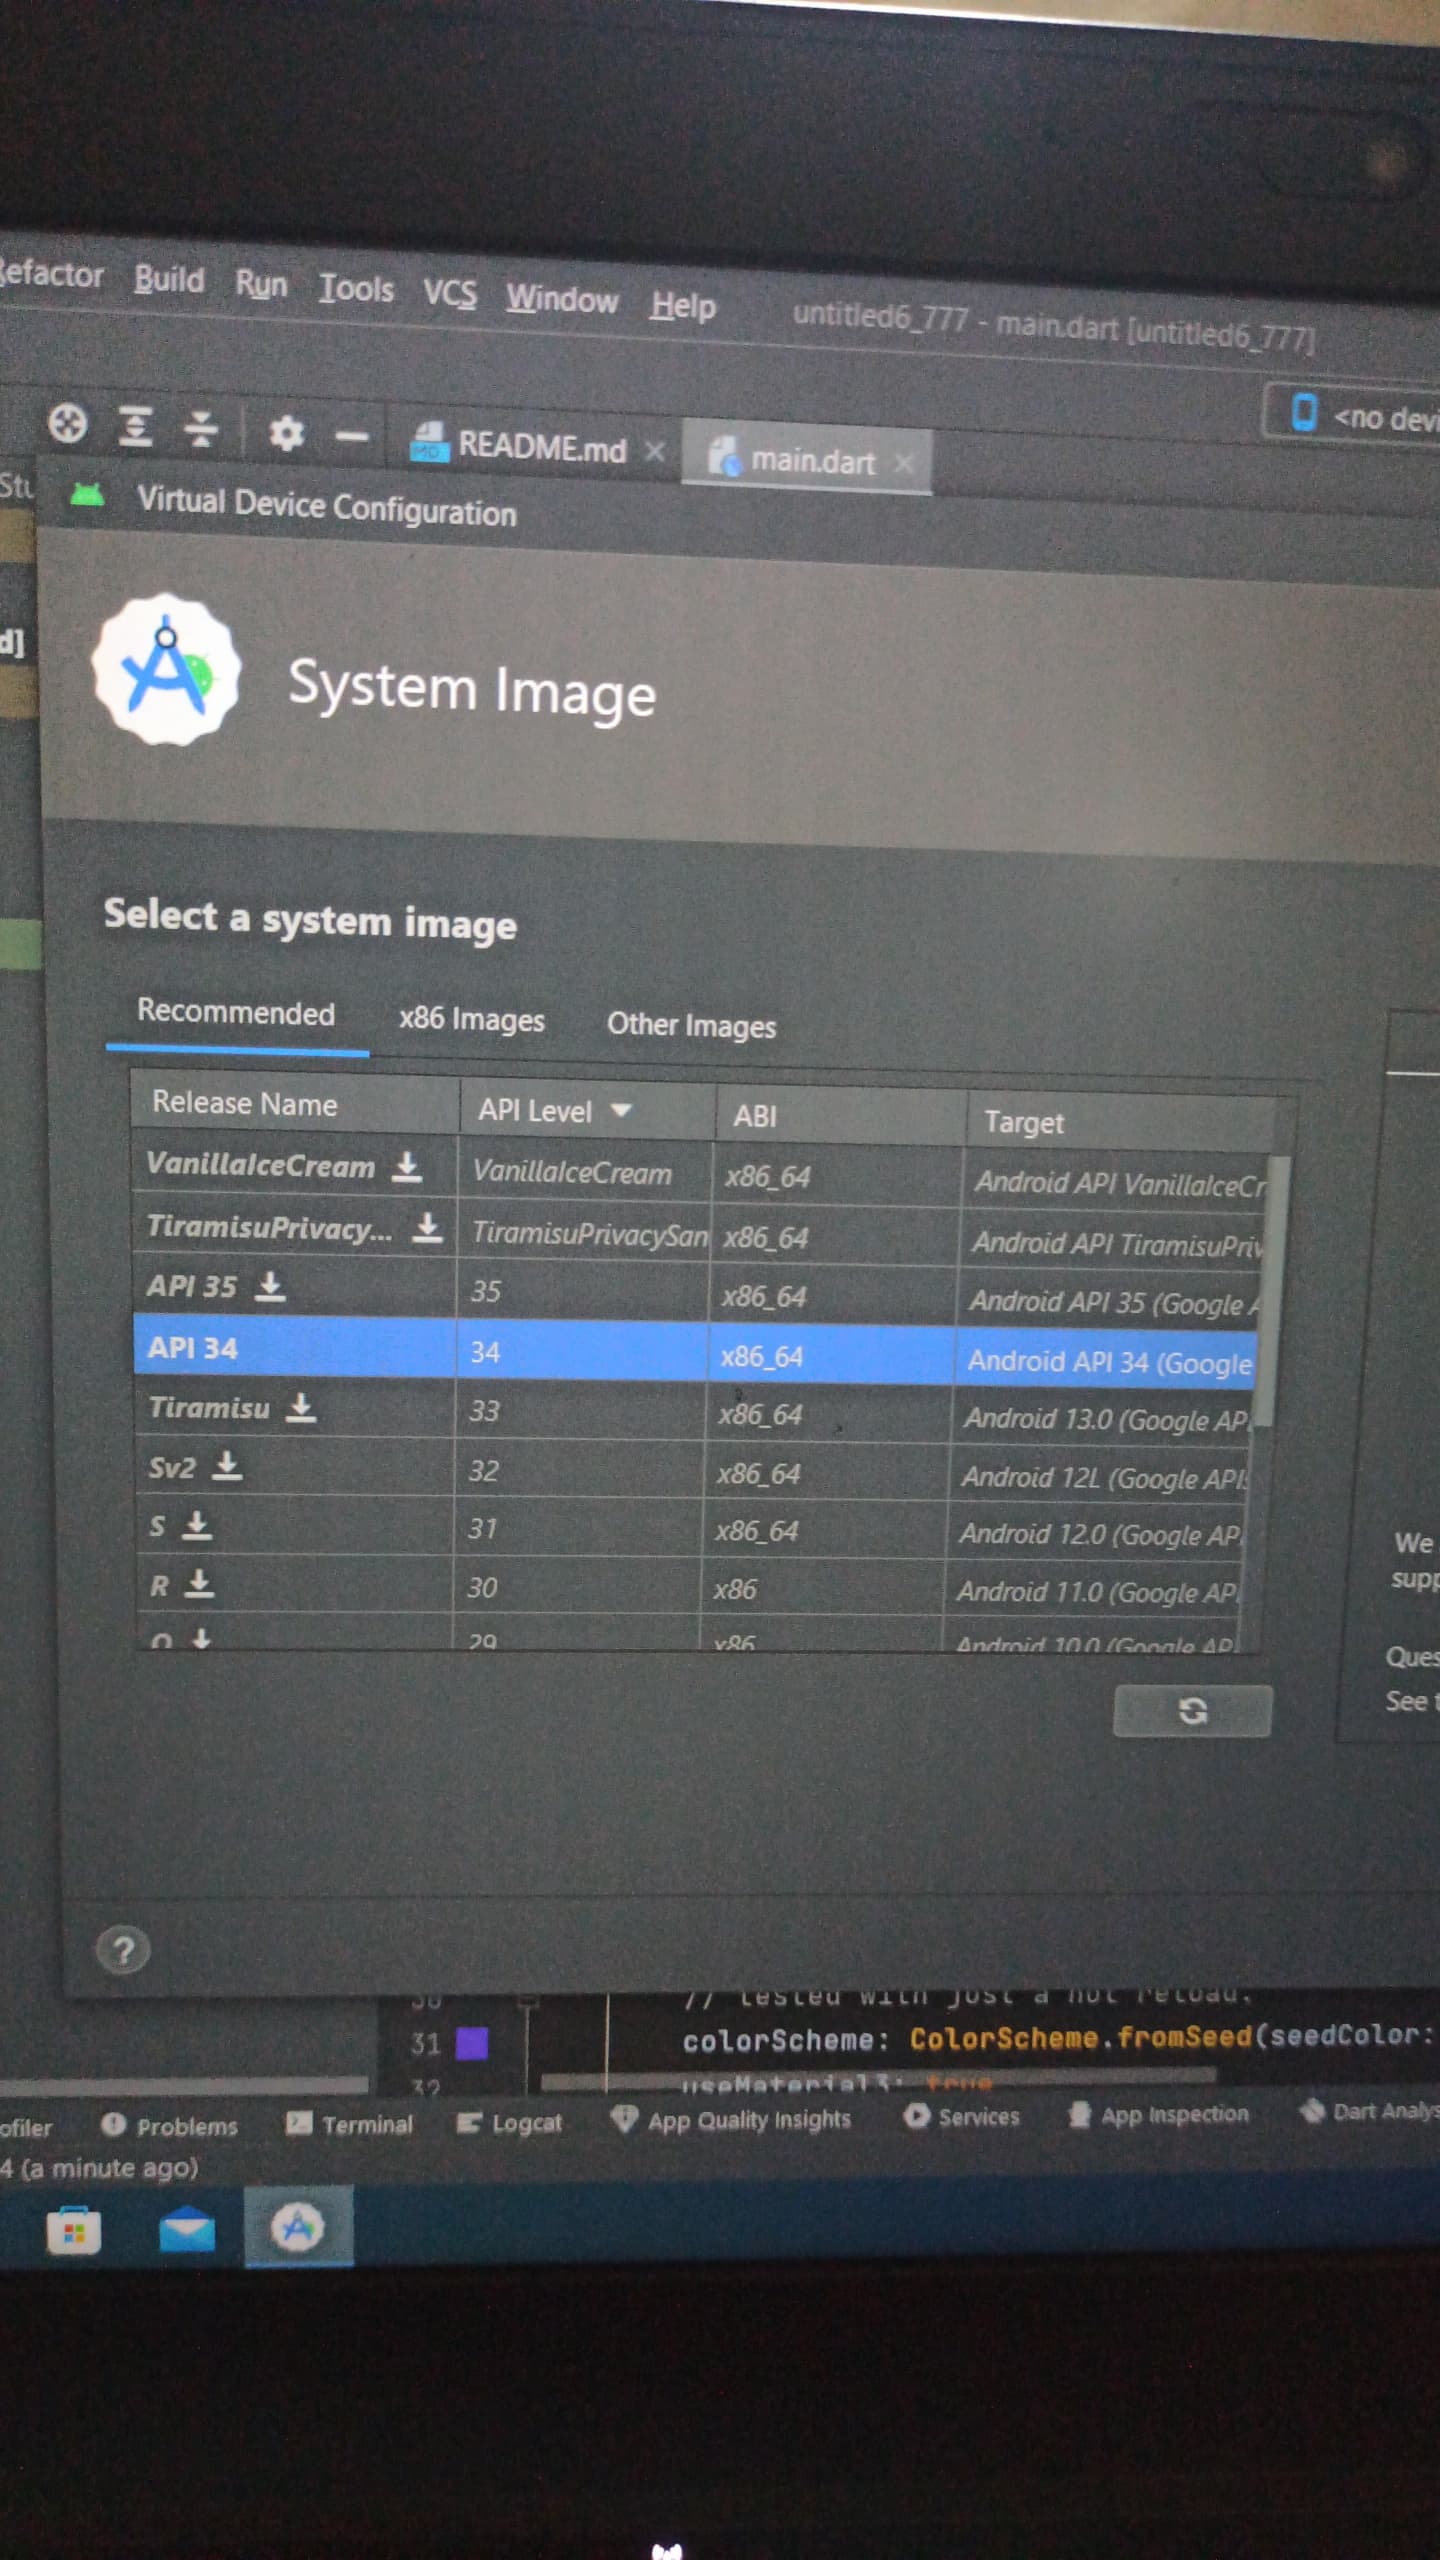 Refactor Build Run Tools VCS Window Help untitled6_777 - main.dart [untitled6_777]
README.md main.dart <no devi
Stu
Virtual Device Configuration
d]
System Image
Select a system image
Recommended x86 Images Other Images
Release Name API Level ABI Target
VanillaIceCream VanillaIceCream x86_64 Android API VanillaIceCr
TiramisuPrivacy... TiramisuPrivacySan x86_64 Android API TiramisuPriv
API 35 35 x86_64 Android API 35 (Google A
API 34 34 x86_64 Android API 34 (Google
Tiramisu 33 x86_64 Android 13.0 (Google AP
Sv2 32 x86_64 Android 12L (Google APIs
S 31 x86_64 Android 12.0 (Google AP
R 30 x86 Android 11.0 (Google AP
Q 29 x86 Android 10.0 (Google AP
We
supp
Ques
See t
?
30 // tested with just a hot reload.
31 colorScheme: ColorScheme.fromSeed(seedColor:
32 useMaterial3: true
ofiler Problems Terminal Logcat App Quality Insights Services App Inspection Dart Analys
4 (a minute ago)